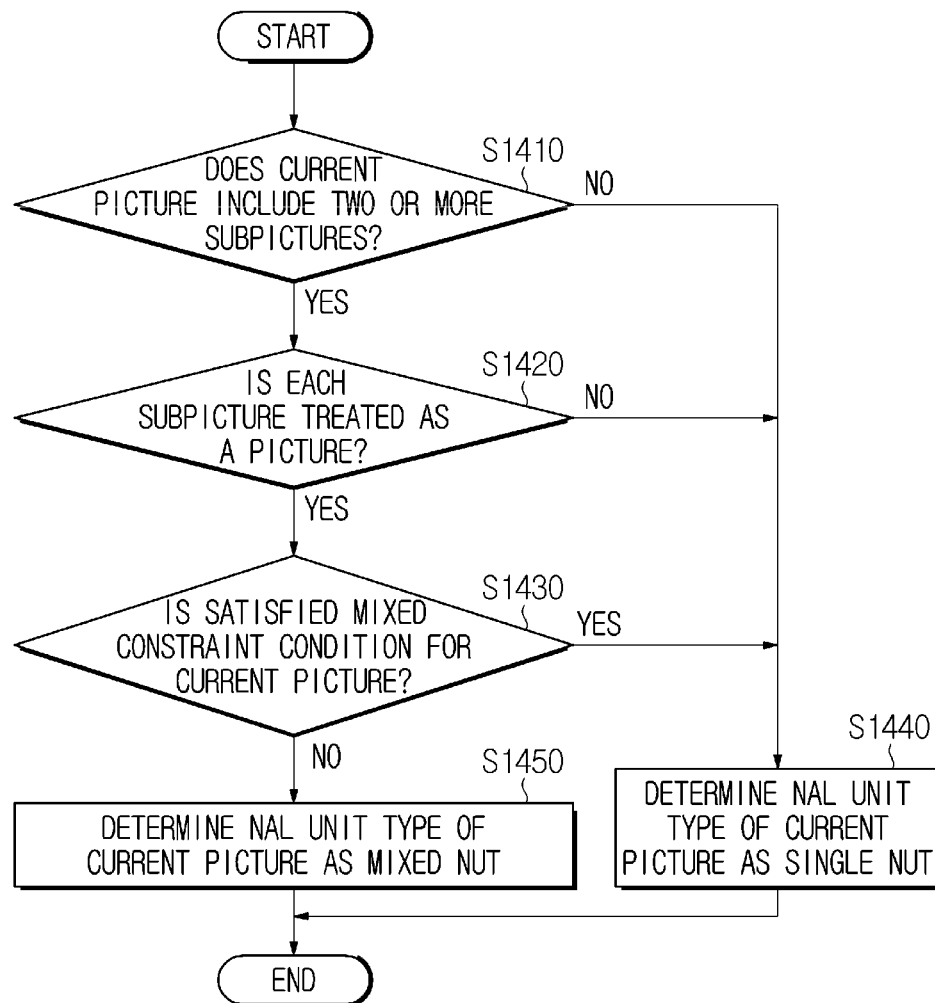 START
S1410
DOES CURRENT
PICTURE INCLUDE TWO OR MORE
SUBPICTURES?
NO
YES
S1420
IS EACH
SUBPICTURE TREATED AS
A PICTURE?
NO
YES
S1430
IS SATISFIED MIXED
CONSTRAINT CONDITION FOR
CURRENT PICTURE?
YES
NO
S1450
DETERMINE NAL UNIT TYPE OF
CURRENT PICTURE AS MIXED NUT
S1440
DETERMINE NAL UNIT
TYPE OF CURRENT
PICTURE AS SINGLE NUT
END